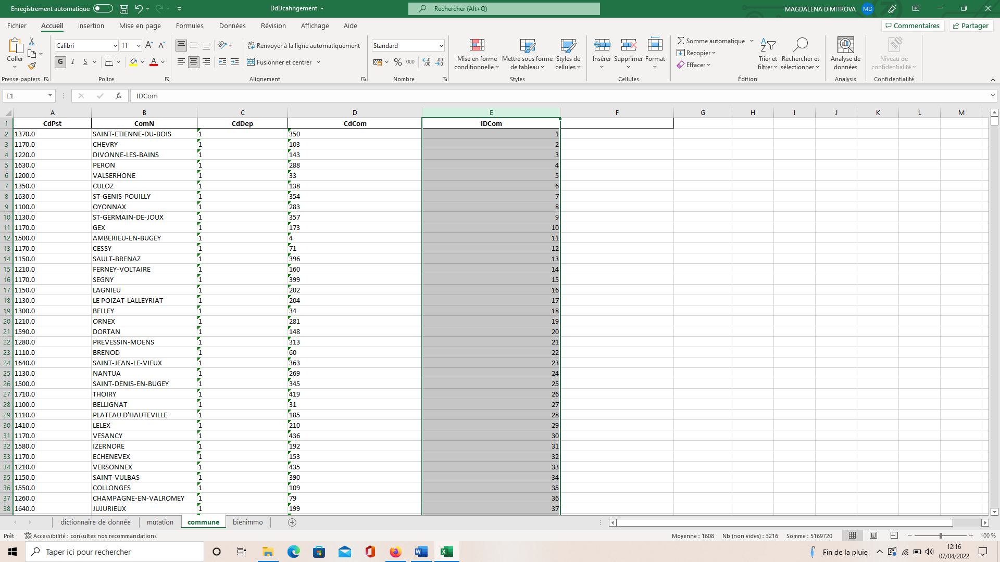 Enregistrement automatique DdDcahngement Rechercher (Alt+Q) MAGDALENA DIMITROVA MD
Fichier Accueil Insertion Mise en page Formules Données Révision Affichage Aide Commentaires Partager
Coller Calibri 11 Renvoyer à la ligne automatiquement Standard Mise en forme conditionnelle Mettre sous forme de tableau Styles de cellules Insérer Supprimer Format Somme automatique Trier et filtrer Rechercher et sélectionner Analyse de données Niveau de confidentialité
Recopier
G I S A Fusionner et centrer % 000 Effacer
Presse-papiers Police Alignement Nombre Styles Cellules Édition Analysis Confidentialité
E1 fx IDCom
A B C D E F G H I J K L M
1 CdPst ComN CdDep CdCom IDCom
2 1370.0 SAINT-ETIENNE-DU-BOIS 1 350 1
3 1170.0 CHEVRY 1 103 2
4 1220.0 DIVONNE-LES-BAINS 1 143 3
5 1630.0 PERON 1 288 4
6 1200.0 VALSERHONE 1 33 5
7 1350.0 CULOZ 1 138 6
8 1630.0 ST-GENIS-POUILLY 1 354 7
9 1100.0 OYONNAX 1 283 8
10 1130.0 ST-GERMAIN-DE-JOUX 1 357 9
11 1170.0 GEX 1 173 10
12 1500.0 AMBERIEU-EN-BUGEY 1 4 11
13 1170.0 CESSY 1 71 12
14 1150.0 SAULT-BRENAZ 1 396 13
15 1210.0 FERNEY-VOLTAIRE 1 160 14
16 1170.0 SEGNY 1 399 15
17 1150.0 LAGNIEU 1 202 16
18 1130.0 LE POIZAT-LALLEYRIAT 1 204 17
19 1300.0 BELLEY 1 34 18
20 1210.0 ORNEX 1 281 19
21 1590.0 DORTAN 1 148 20
22 1280.0 PREVESSIN-MOENS 1 313 21
23 1110.0 BRENOD 1 60 22
24 1640.0 SAINT-JEAN-LE-VIEUX 1 363 23
25 1130.0 NANTUA 1 269 24
26 1500.0 SAINT-DENIS-EN-BUGEY 1 345 25
27 1710.0 THOIRY 1 419 26
28 1100.0 BELLIGNAT 1 31 27
29 1110.0 PLATEAU D'HAUTEVILLE 1 185 28
30 1410.0 LELEX 1 210 29
31 1170.0 VESANCY 1 436 30
32 1580.0 IZERNORE 1 192 31
33 1170.0 ECHENEVEX 1 153 32
34 1210.0 VERSONNEX 1 435 33
35 1150.0 SAINT-VULBAS 1 390 34
36 1550.0 COLLONGES 1 109 35
37 1260.0 CHAMPAGNE-EN-VALROMEY 1 79 36
38 1640.0 JUJURIEUX 1 199 37
dictionnaire de donnée mutation commune bienimmo
Prêt Accessibilité : consultez nos recommandations Moyenne : 1608 Nb (non vides) : 3216 Somme : 5169720 100 %
Taper ici pour rechercher Fin de la pluie 12:16
07/04/2022